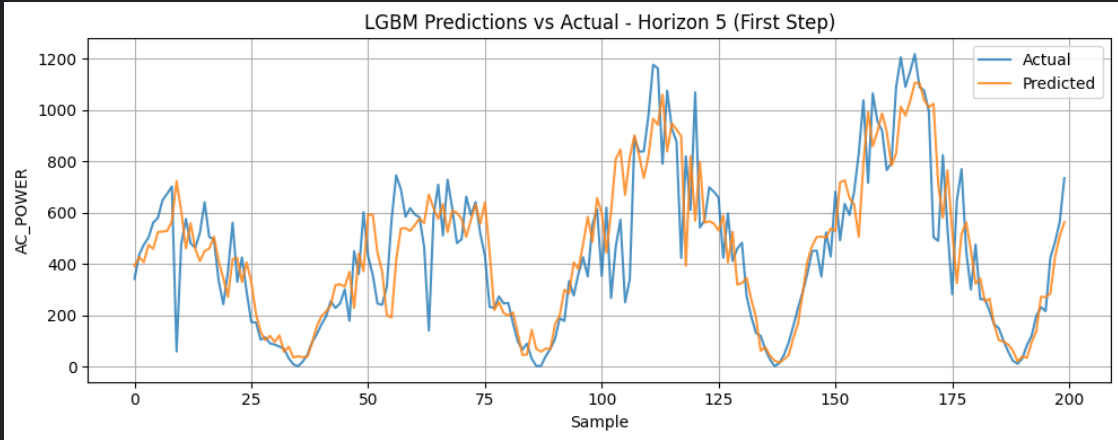 LGBM Predictions vs Actual - Horizon 5 (First Step)
Actual
Predicted
AC_POWER
1200
1000
800
600
400
200
0
0 25 50 75 100 125 150 175 200
Sample